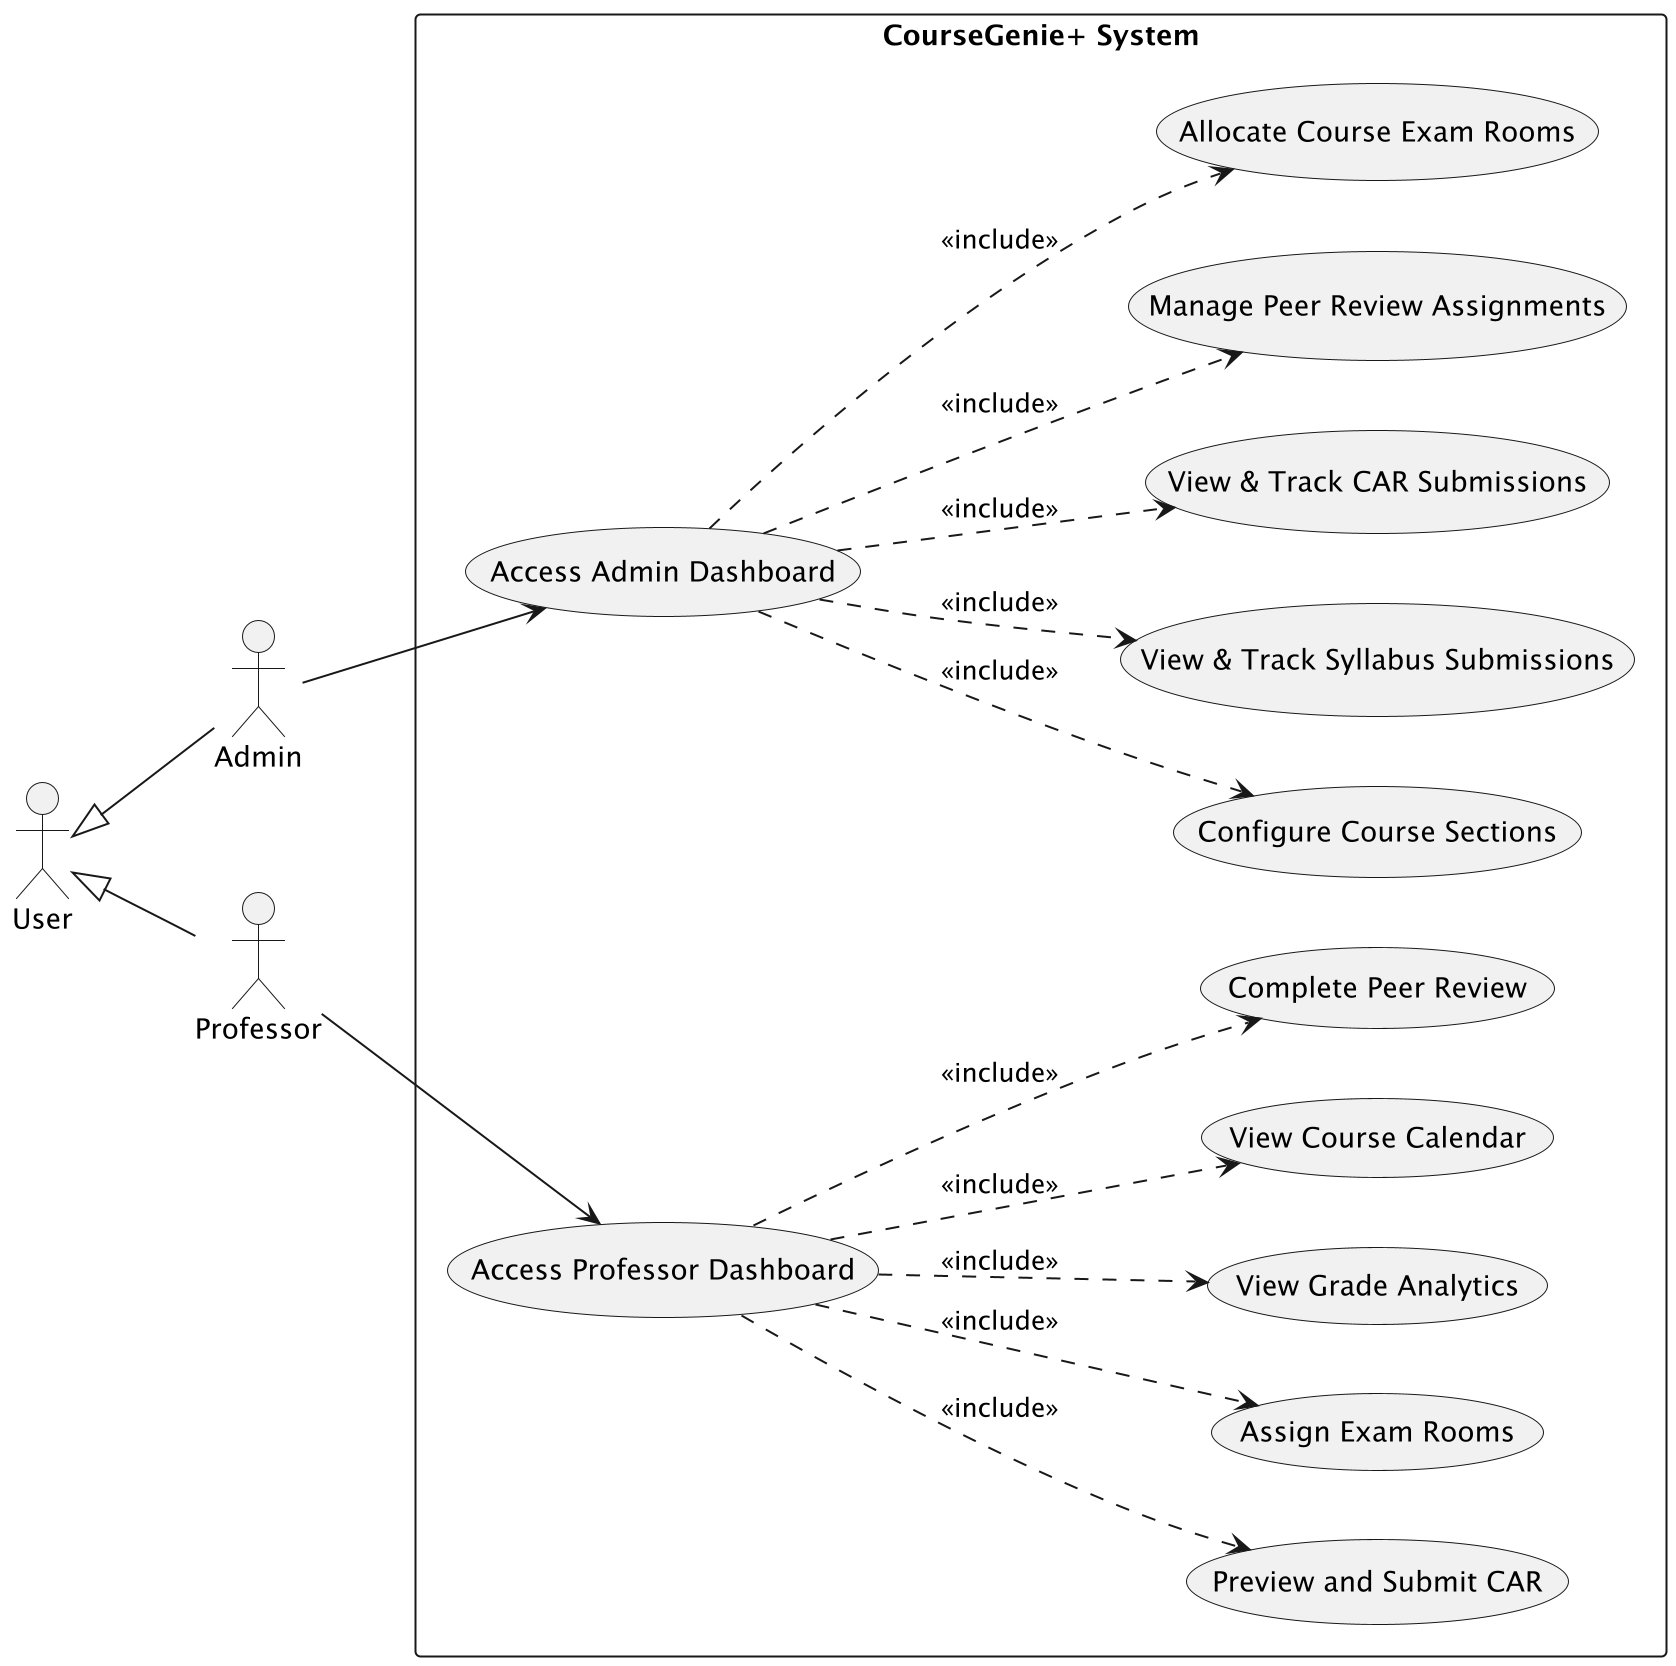 CourseGenie+ System
Allocate Course Exam Rooms
«include»
Manage Peer Review Assignments
«include»
View & Track CAR Submissions
«include»
Access Admin Dashboard
«include»
View & Track Syllabus Submissions
«include»
Admin
Configure Course Sections
User
Complete Peer Review
Professor
«include»
View Course Calendar
«include»
«include»
Access Professor Dashboard
View Grade Analytics
«include»
«include»
Assign Exam Rooms
Preview and Submit CAR